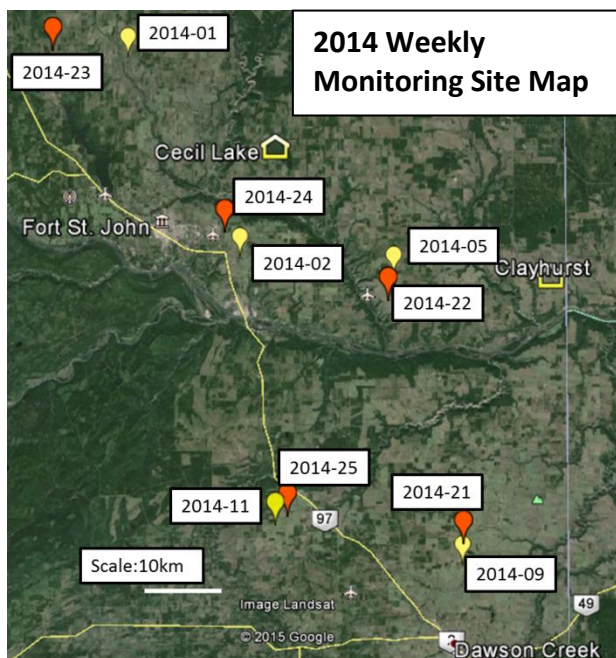 2014 Weekly
Monitoring Site Map
2014-01
2014-23
Cecil Lake
2014-24
Fort St. John
2014-02
2014-05
Clayhurst
2014-22
2014-25
2014-11
2014-21
97
2014-09
Scale:10km
Image Landsat
49
© 2015 Google
2
Dawson Creek